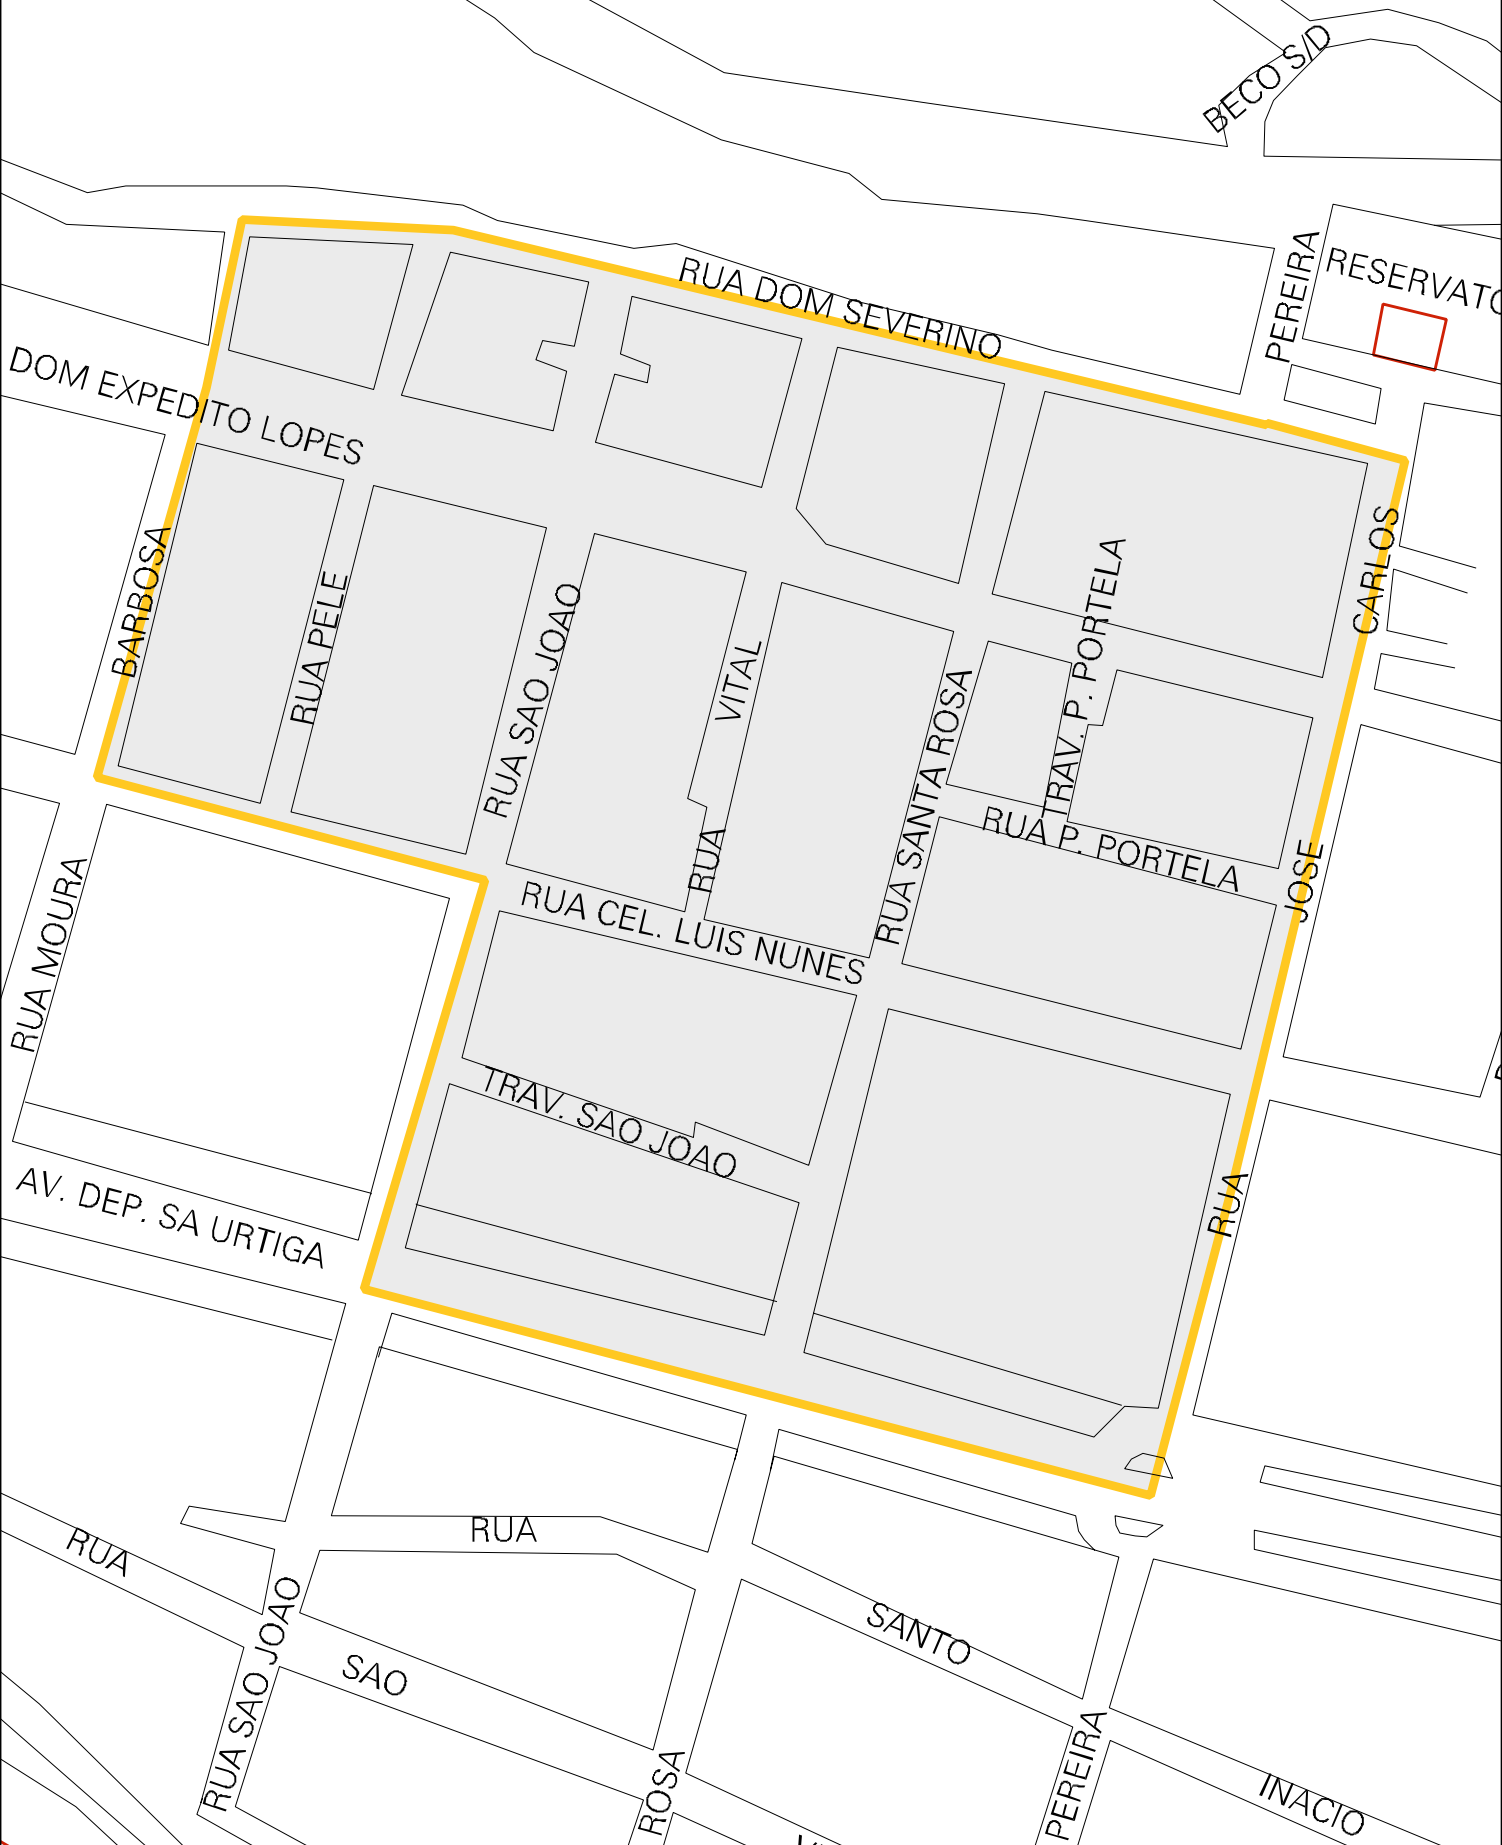 BECO S/D
PEREIRA
RESERVATO
RUA DOM SEVERINO
DOM EXPEDITO LOPES
CARLOS
BARBOSA
RUA PELE
RUA SAO JOAO
VITAL
TRAV. P. PORTELA
RUA SANTA ROSA
RUA P. PORTELA
JOSE
RUA
RUA MOURA
RUA CEL. LUIS NUNES
TRAV. SAO JOAO
AV. DEP. SA URTIGA
RUA
RUA
RUA
SANTO
RUA SAO JOAO
SAO
ROSA
PEREIRA
INACIO